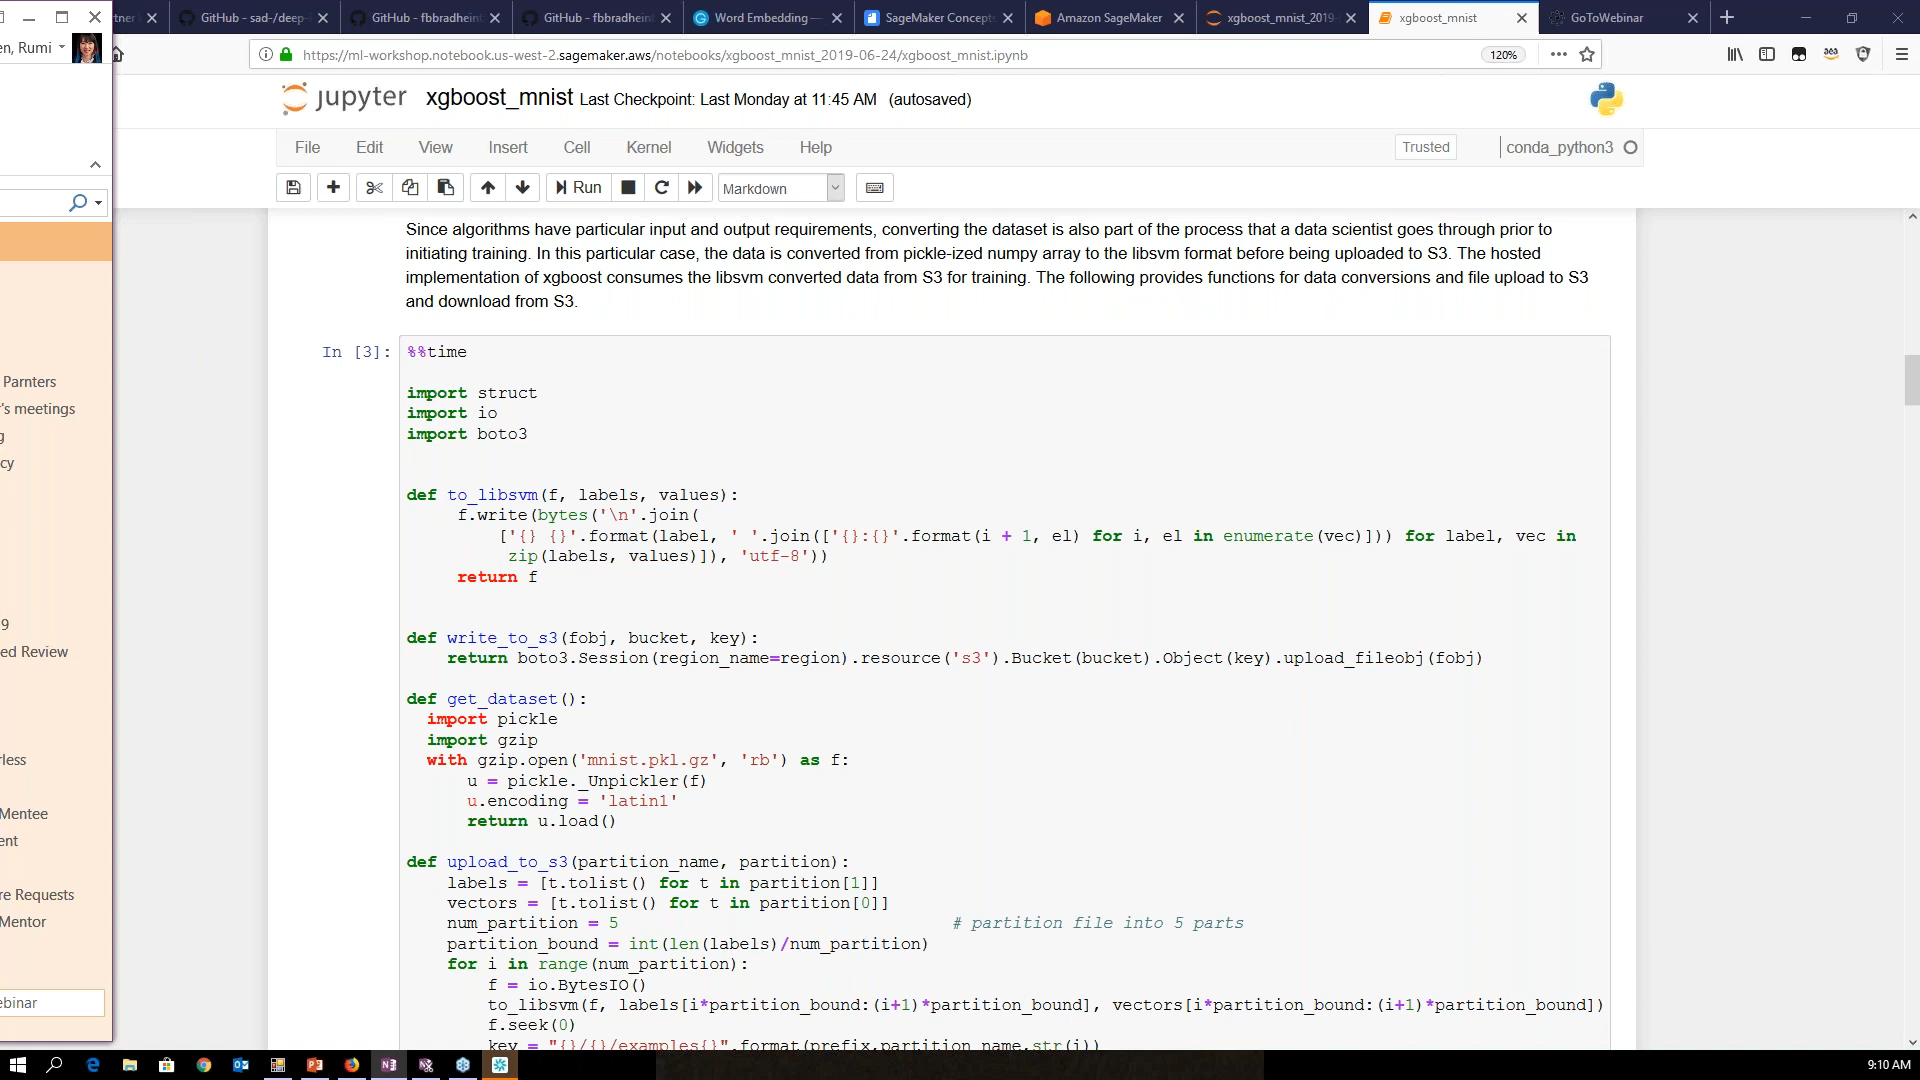 GitHub - sad-/deep-
GitHub - fbbradheint
GitHub - fbbradheint
Word Embedding —
SageMaker Concepts
Amazon SageMaker
xgboost_mnist_2019-
xgboost_mnist
GoToWebinar
en, Rumi
https://ml-workshop.notebook.us-west-2.sagemaker.aws/notebooks/xgboost_mnist_2019-06-24/xgboost_mnist.ipynb
120%
jupyter xgboost_mnist Last Checkpoint: Last Monday at 11:45 AM (autosaved)
File Edit View Insert Cell Kernel Widgets Help
Trusted
conda_python3
Run
Markdown
Since algorithms have particular input and output requirements, converting the dataset is also part of the process that a data scientist goes through prior to
initiating training. In this particular case, the data is converted from pickle-ized numpy array to the libsvm format before being uploaded to S3. The hosted
implementation of xgboost consumes the libsvm converted data from S3 for training. The following provides functions for data conversions and file upload to S3
and download from S3.
In [3]:
%%time
import struct
import io
import boto3
def to_libsvm(f, labels, values):
f.write(bytes('\n'.join(
['{} {}'.format(label, ' '.join(['{}:{}'.format(i + 1, el) for i, el in enumerate(vec)])) for label, vec in
zip(labels, values)]), 'utf-8'))
return f
def write_to_s3(fobj, bucket, key):
return boto3.Session(region_name=region).resource('s3').Bucket(bucket).Object(key).upload_fileobj(fobj)
def get_dataset():
import pickle
import gzip
with gzip.open('mnist.pkl.gz', 'rb') as f:
u = pickle._Unpickler(f)
u.encoding = 'latin1'
return u.load()
def upload_to_s3(partition_name, partition):
labels = [t.tolist() for t in partition[1]]
vectors = [t.tolist() for t in partition[0]]
num_partition = 5 # partition file into 5 parts
partition_bound = int(len(labels)/num_partition)
for i in range(num_partition):
f = io.BytesIO()
to_libsvm(f, labels[i*partition_bound:(i+1)*partition_bound], vectors[i*partition_bound:(i+1)*partition_bound])
f.seek(0)
key = "{}/{}/examples{}".format(prefix,partition_name,str(i))
Parnters
's meetings
g
cy
9
ed Review
less
Mentee
ent
re Requests
Mentor
ebinar
9:10 AM